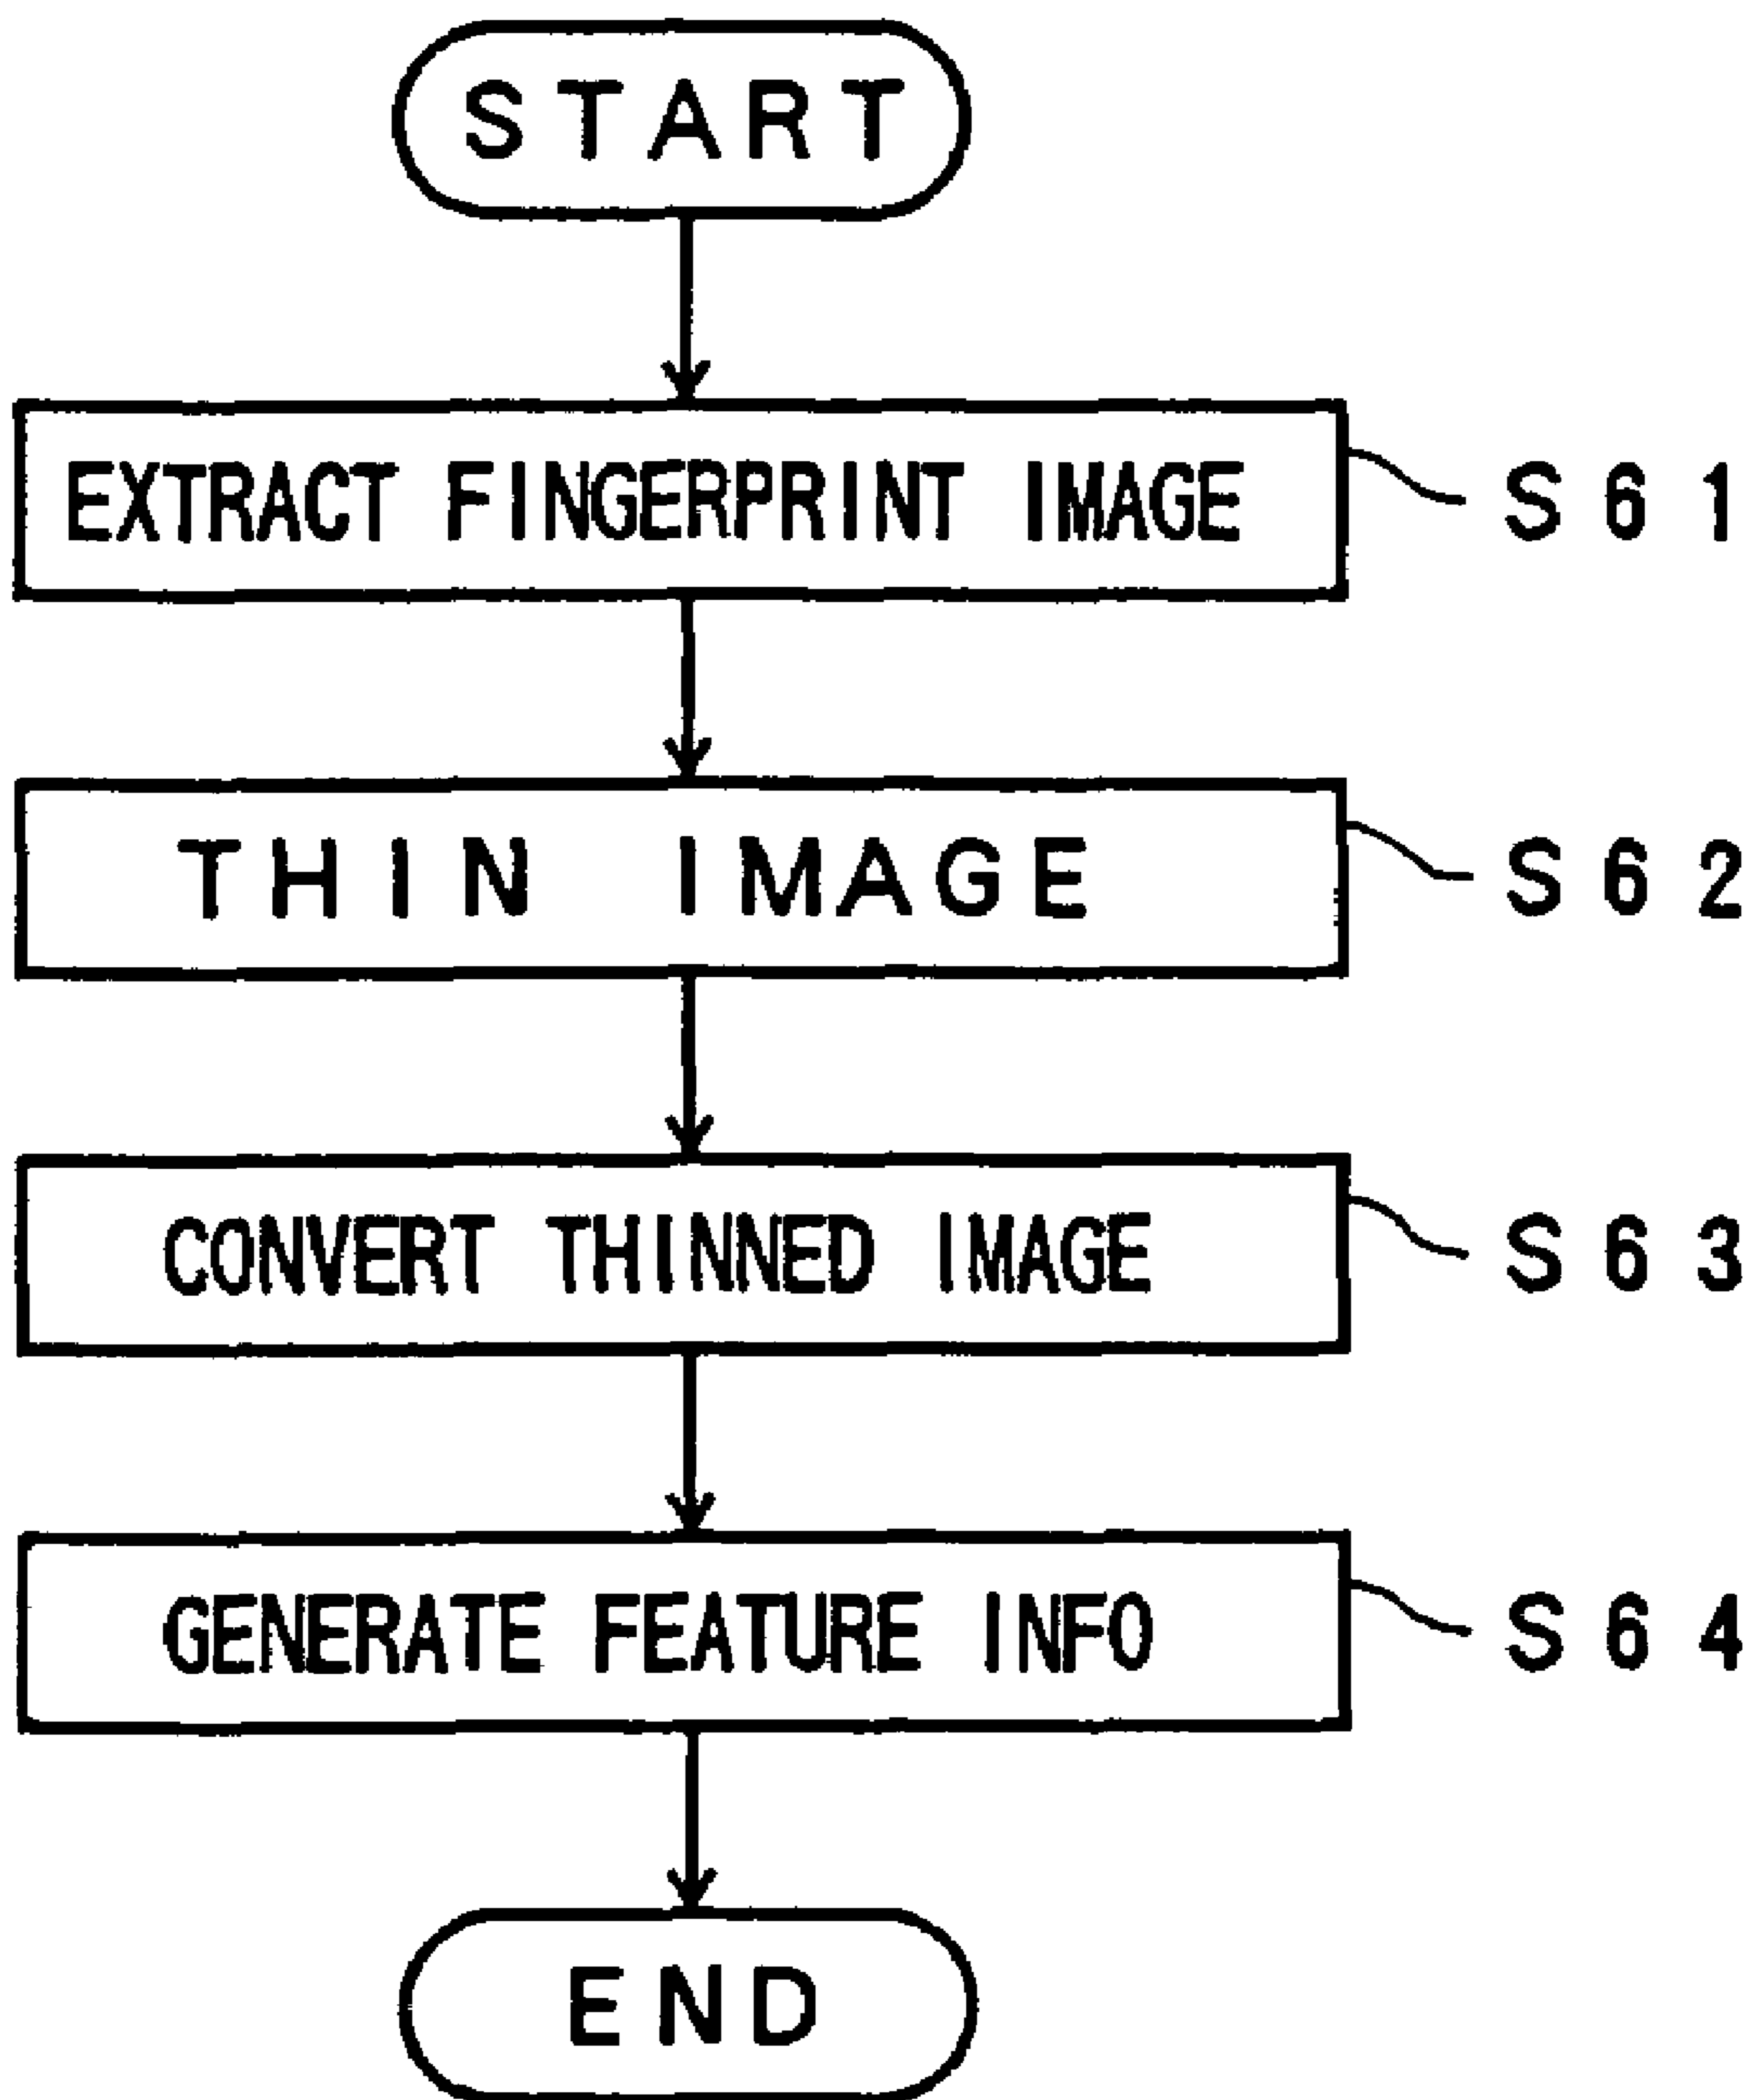 START
EXTRACT FINGERPRINT IMAGE S61
THIN IMAGE S62
CONVERT THINNED IMAGE S63
GENERATE FEATURE INFO S64
END